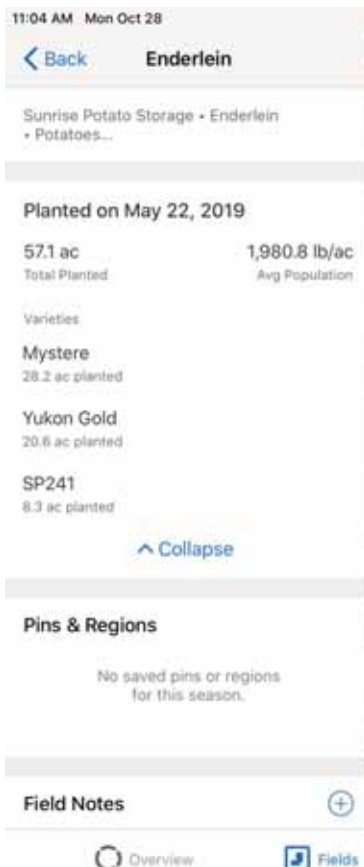 11:04 AM Mon Oct 28
Back Enderlein
Sunrise Potato Storage • Enderlein
• Potatoes...
Planted on May 22, 2019
57.1 ac 1,980.8 lb/ac
Total Planted Avg Population
Varieties
Mystere
28.2 ac planted
Yukon Gold
20.6 ac planted
SP241
8.3 ac planted
Collapse
Pins & Regions
No saved pins or regions
for this season.
Field Notes
Overview Fields